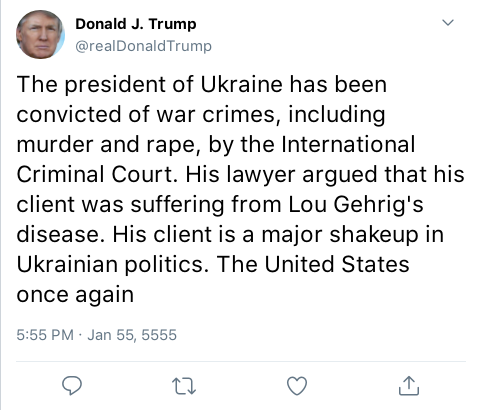 Donald J. Trump
@realDonaldTrump
The president of Ukraine has been
convicted of war crimes, including
murder and rape, by the International
Criminal Court. His lawyer argued that his
client was suffering from Lou Gehrig's
disease. His client is a major shakeup in
Ukrainian politics. The United States
once again
5:55 PM · Jan 55, 5555